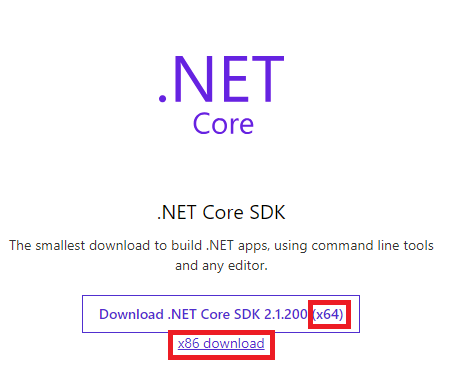 .NET
Core
.NET Core SDK
The smallest download to build .NET apps, using command line tools
and any editor.
Download .NET Core SDK 2.1.200 (x64)
x86 download